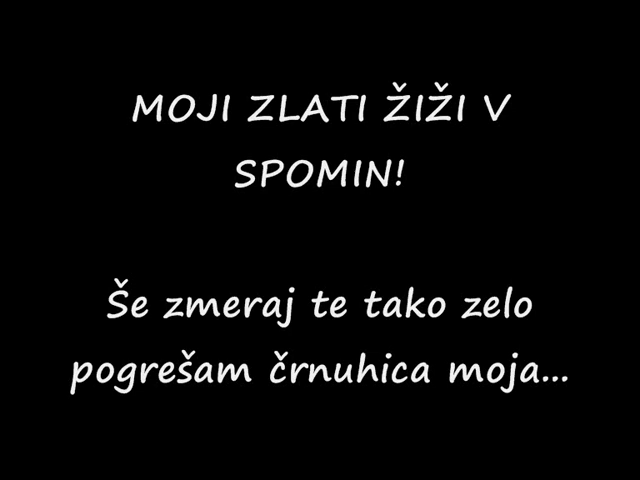 MOJI ZLATI ŽIŽI V
SPOMIN!
Še zmeraj te tako zelo
pogrešam črnuhica moja...